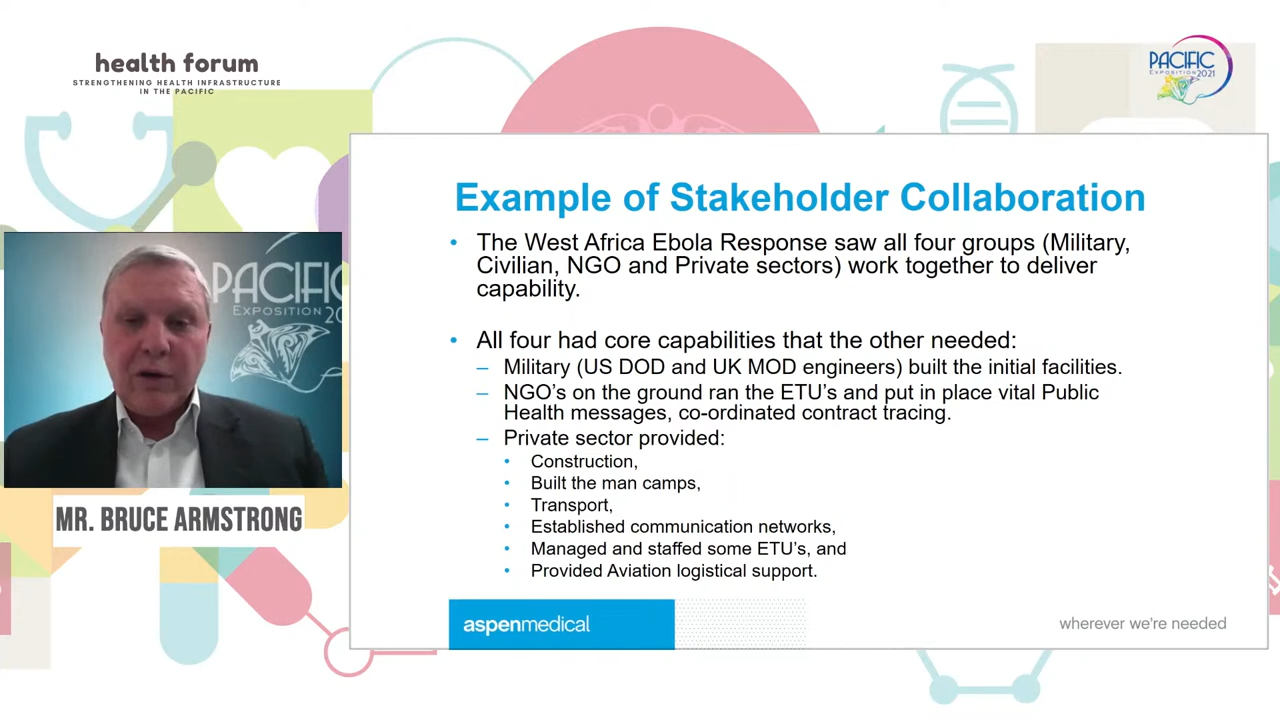 health forum
STRENGTHENING HEALTH INFRASTRUCTURE
IN THE PACIFIC
PACIFIC
EXPOSITION 2021
Example of Stakeholder Collaboration
• The West Africa Ebola Response saw all four groups (Military,
Civilian, NGO and Private sectors) work together to deliver
capability.
• All four had core capabilities that the other needed:
– Military (US DOD and UK MOD engineers) built the initial facilities.
– NGO’s on the ground ran the ETU’s and put in place vital Public
Health messages, co-ordinated contract tracing.
– Private sector provided:
• Construction,
• Built the man camps,
• Transport,
• Established communication networks,
• Managed and staffed some ETU’s, and
• Provided Aviation logistical support.
aspenmedical
wherever we're needed
PACIFIC
EXPOSITION 20
MR. BRUCE ARMSTRONG